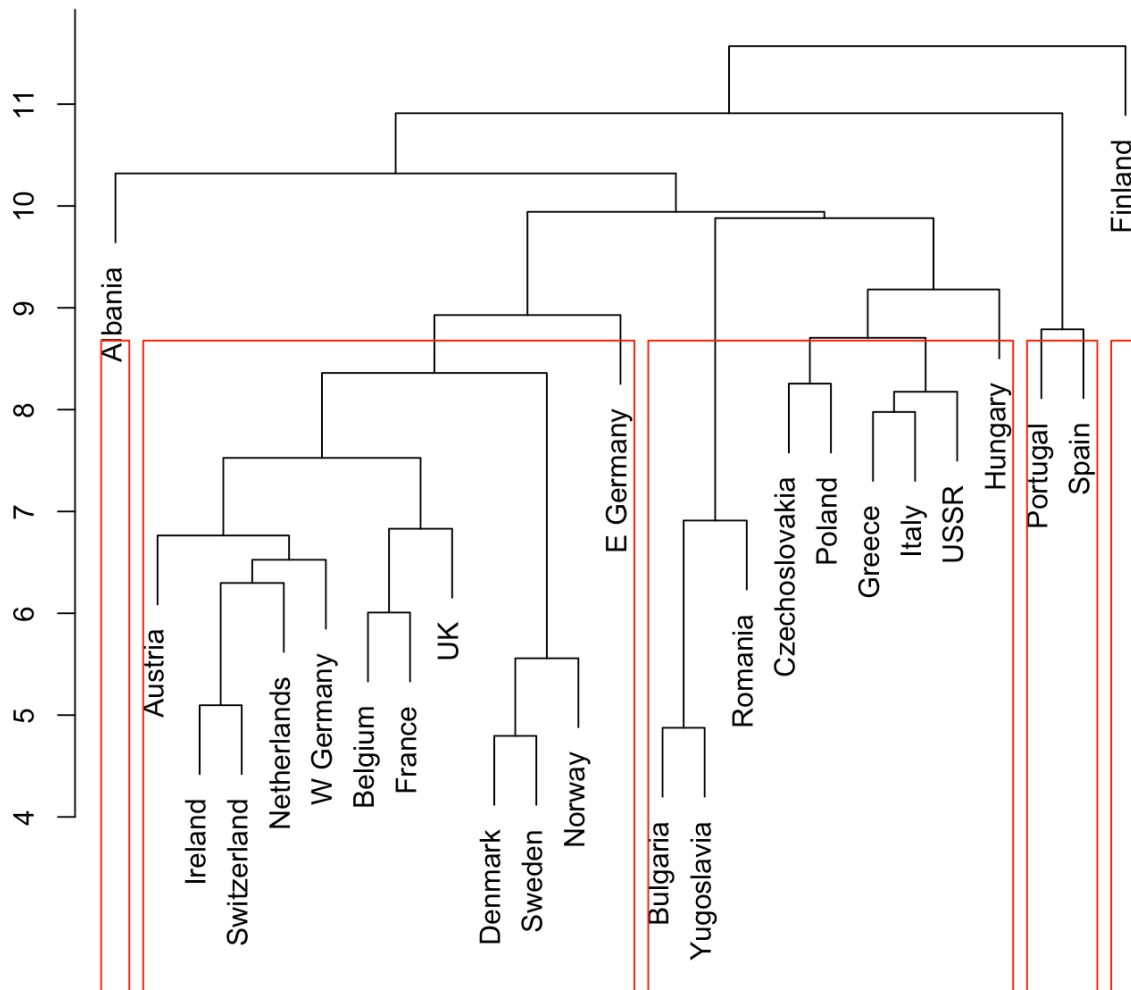 11
10
9
8
7
6
5
4
Albania
Austria
Ireland
Switzerland
Netherlands
W Germany
Belgium
France
UK
Denmark
Sweden
Norway
E Germany
Bulgaria
Yugoslavia
Romania
Czechoslovakia
Poland
Greece
Italy
USSR
Hungary
Portugal
Spain
Finland